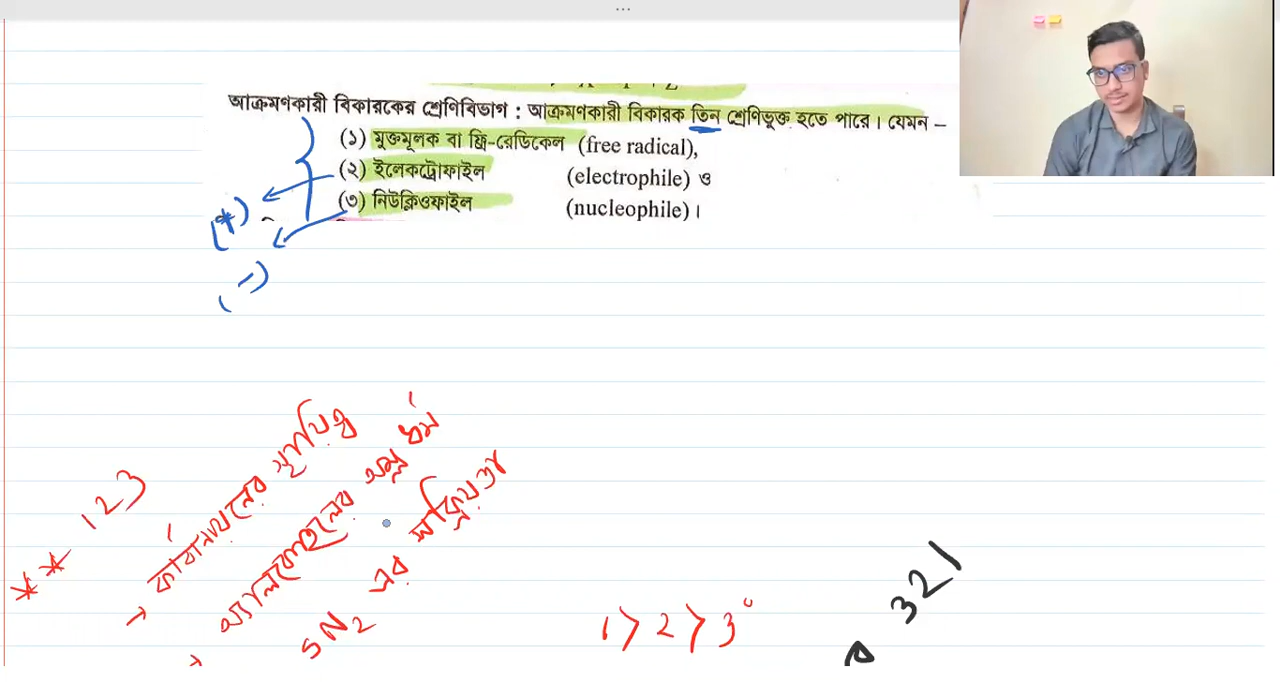 আক্রমণকারী বিকারকের শ্রেণিবিভাগ : আক্রমণকারী বিকারক তিন শ্রেণিভুক্ত হতে পারে। যেমন –
(১) মুক্তমূলক বা ফ্রি-রেডিকেল (free radical),
(২) ইলেকট্রোফাইল (electrophile) ও
(৩) নিউক্লিওফাইল (nucleophile)।
(+)
(-)
** 123
→ কার্বানায়নের স্থায়িত্ব
→ অ্যালকোহলের অম্ল ধর্ম
→ SN2 এর সক্রিয়তা
1 > 2 > 3°
321